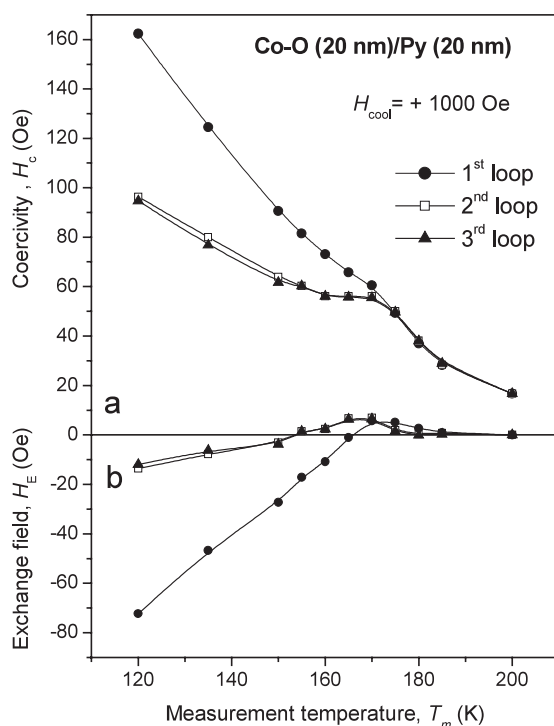 Co-O (20 nm)/Py (20 nm)
H_cool = + 1000 Oe
1st loop
2nd loop
3rd loop
Coercivity , H_c (Oe)
160
140
120
100
80
60
40
20
0
a
b
Exchange field, H_E (Oe)
-20
-40
-60
-80
120 140 160 180 200
Measurement temperature, T_m (K)